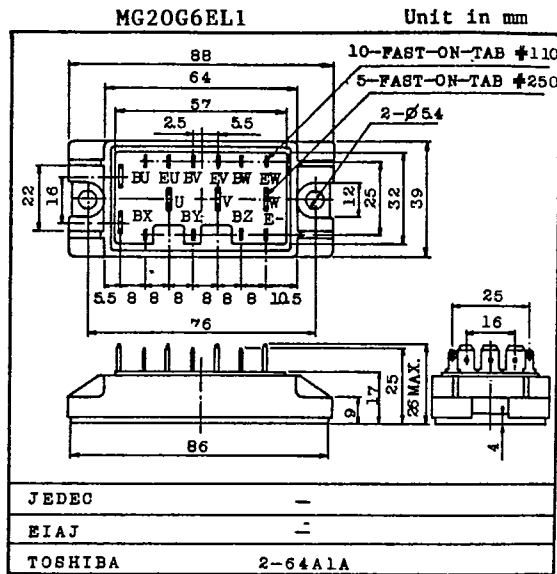 MG20G6EL1 Unit in mm
88
10-FAST-ON-TAB #110
64
5-FAST-ON-TAB #250
57
2.5 5.5
2-Ø5.4
22
16
BU EU BV EV BW EW
U V W
BX BY BZ E-
12
25
32
39
5.5 8 8 8 8 8 8 10.5
76
25
16
17
25
26 MAX.
9
86
4
JEDEC —
EIAJ —
TOSHIBA 2-64A1A